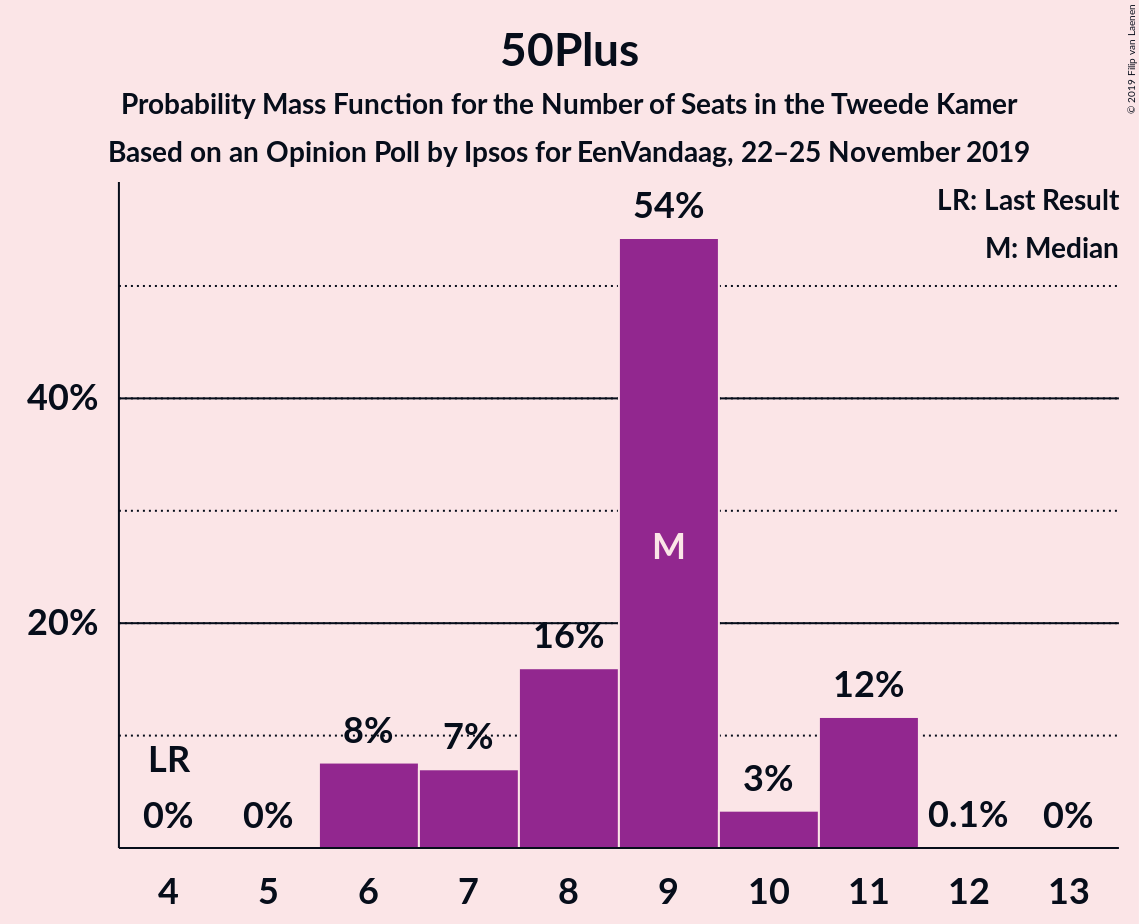 50Plus
Probability Mass Function for the Number of Seats in the Tweede Kamer
Based on an Opinion Poll by Ipsos for EenVandaag, 22–25 November 2019
© 2019 Filip van Laenen
LR: Last Result
M: Median
54%
40%
M
20%
16%
12%
8%
7%
LR
3%
0%
0%
0.1%
0%
4 5 6 7 8 9 10 11 12 13